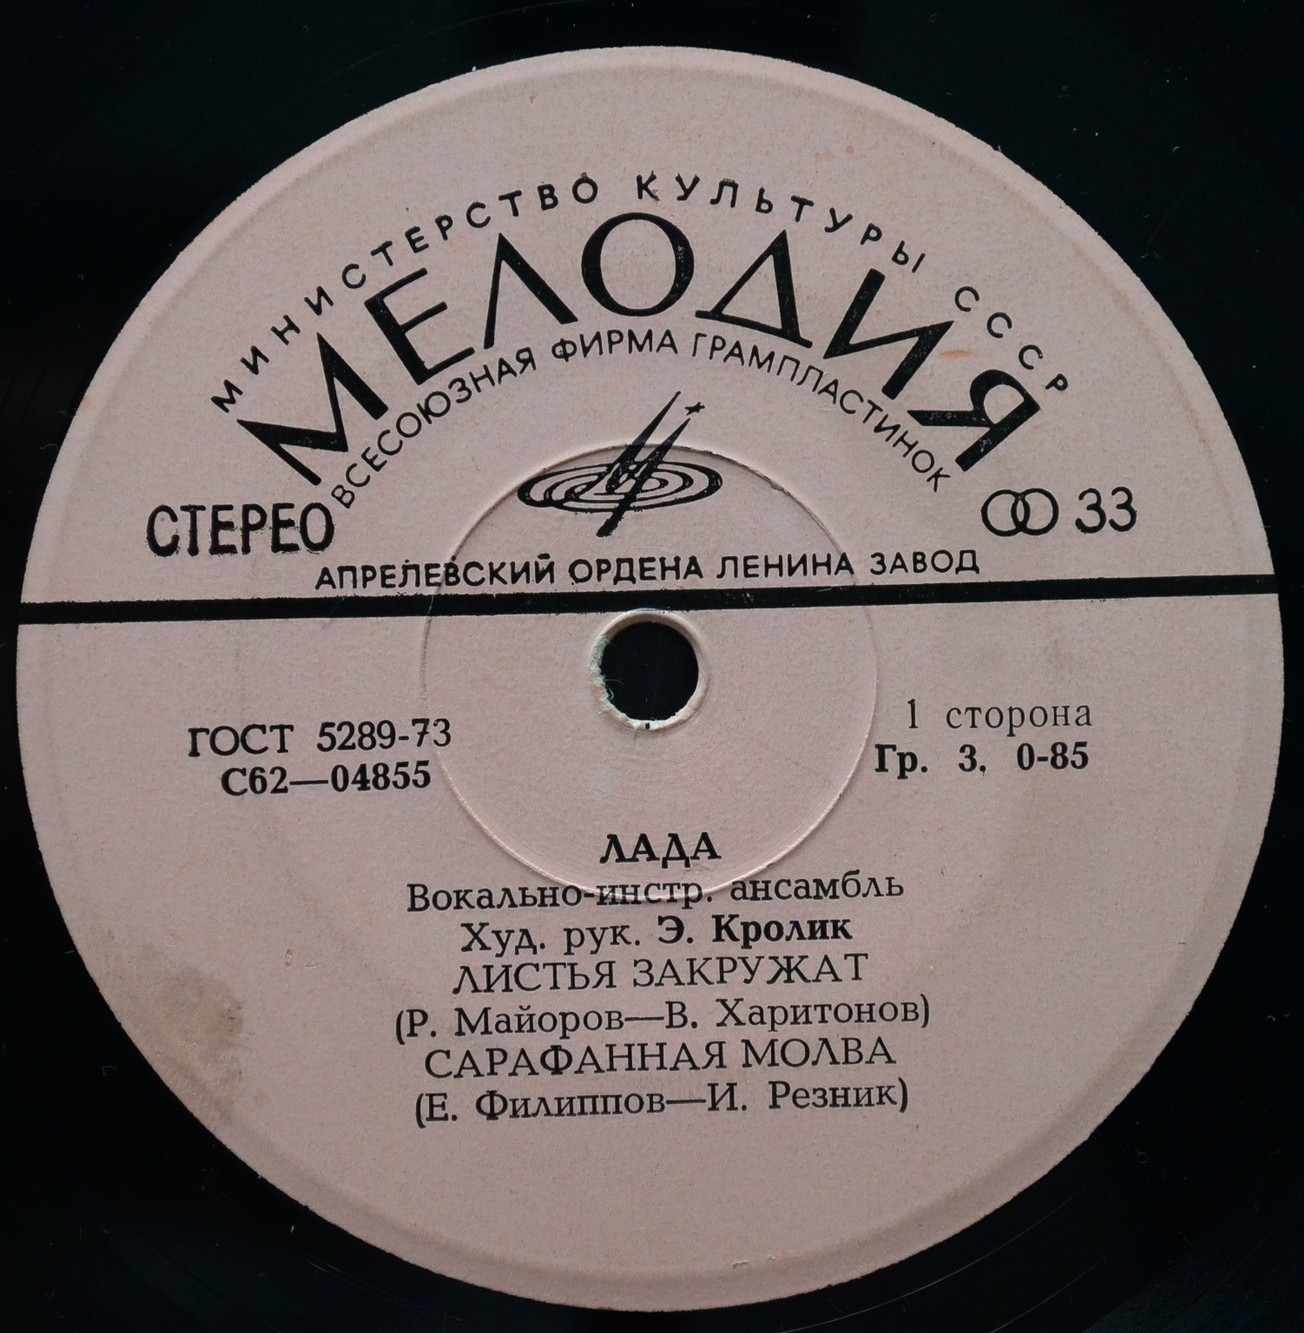 МИНИСТЕРСТВО КУЛЬТУРЫ СССР
МЕЛОДИЯ
ВСЕСОЮЗНАЯ ФИРМА ГРАМПЛАСТИНОК
СТЕРЕО
33
АПРЕЛЕВСКИЙ ОРДЕНА ЛЕНИНА ЗАВОД
ГОСТ 5289-73
С62—04855
1 сторона
Гр. 3, 0-85
ЛАДА
Вокально-инстр. ансамбль
Худ. рук. Э. Кролик
ЛИСТЬЯ ЗАКРУЖАТ
(Р. Майоров—В. Харитонов)
САРАФАННАЯ МОЛВА
(Е. Филиппов—И. Резник)